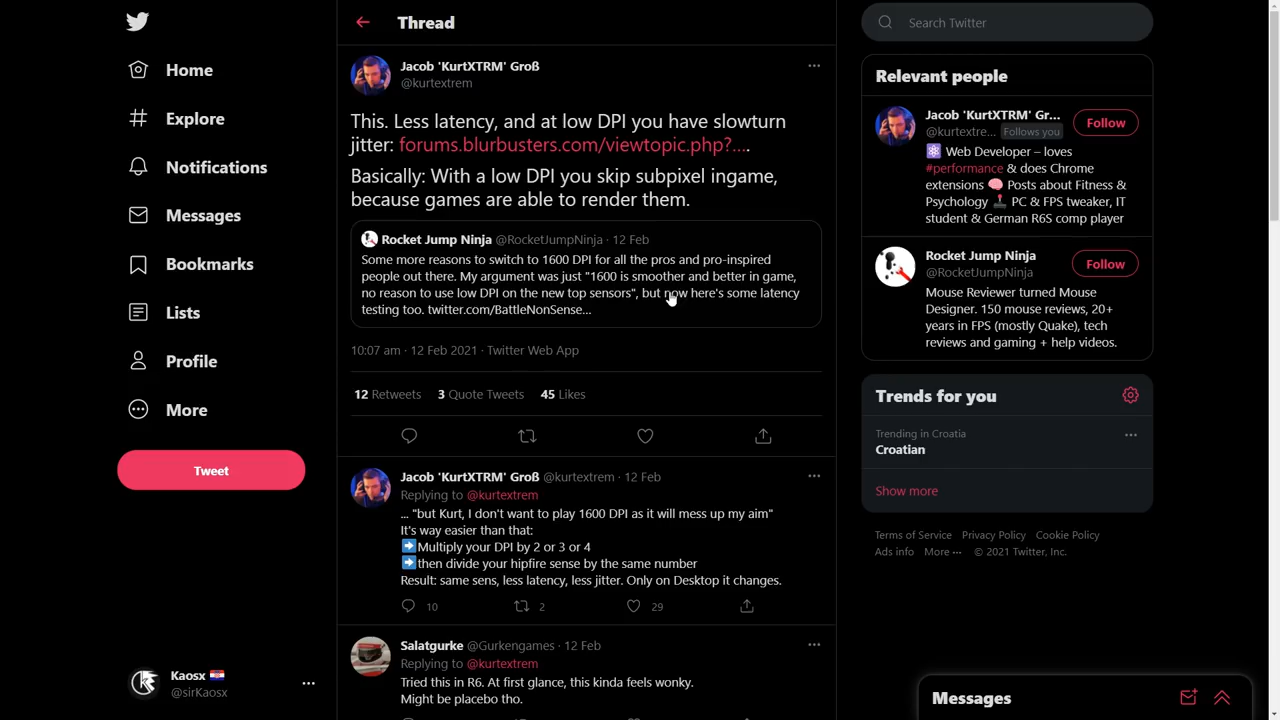 Home
Explore
Notifications
Messages
Bookmarks
Lists
Profile
More
Tweet
Kaosx
@sirKaosx
Thread
Jacob 'KurtXTRM' Groß
@kurtextrem
This. Less latency, and at low DPI you have slowturn
jitter: forums.blurbusters.com/viewtopic.php?….
Basically: With a low DPI you skip subpixel ingame,
because games are able to render them.
Rocket Jump Ninja @RocketJumpNinja · 12 Feb
Some more reasons to switch to 1600 DPI for all the pros and pro-inspired
people out there. My argument was just "1600 is smoother and better in game,
no reason to use low DPI on the new top sensors", but now here's some latency
testing too. twitter.com/BattleNonSense…
10:07 am · 12 Feb 2021 · Twitter Web App
12 Retweets 3 Quote Tweets 45 Likes
Jacob 'KurtXTRM' Groß @kurtextrem · 12 Feb
Replying to @kurtextrem
... "but Kurt, I don't want to play 1600 DPI as it will mess up my aim"
It's way easier than that:
➡️Multiply your DPI by 2 or 3 or 4
➡️then divide your hipfire sense by the same number
Result: same sens, less latency, less jitter. Only on Desktop it changes.
10 2 29
Salatgurke @Gurkengames · 12 Feb
Replying to @kurtextrem
Tried this in R6. At first glance, this kinda feels wonky.
Might be placebo tho.
Search Twitter
Relevant people
Jacob 'KurtXTRM' Gr...
@kurtextre... Follows you
Follow
Web Developer – loves
#performance & does Chrome
extensions 🧠 Posts about Fitness &
Psychology 🕹️ PC & FPS tweaker, IT
student & German R6S comp player
Rocket Jump Ninja
@RocketJumpNinja
Follow
Mouse Reviewer turned Mouse
Designer. 150 mouse reviews, 20+
years in FPS (mostly Quake), tech
reviews and gaming + help videos.
Trends for you
Trending in Croatia
Croatian
Show more
Terms of Service Privacy Policy Cookie Policy
Ads info More ··· © 2021 Twitter, Inc.
Messages